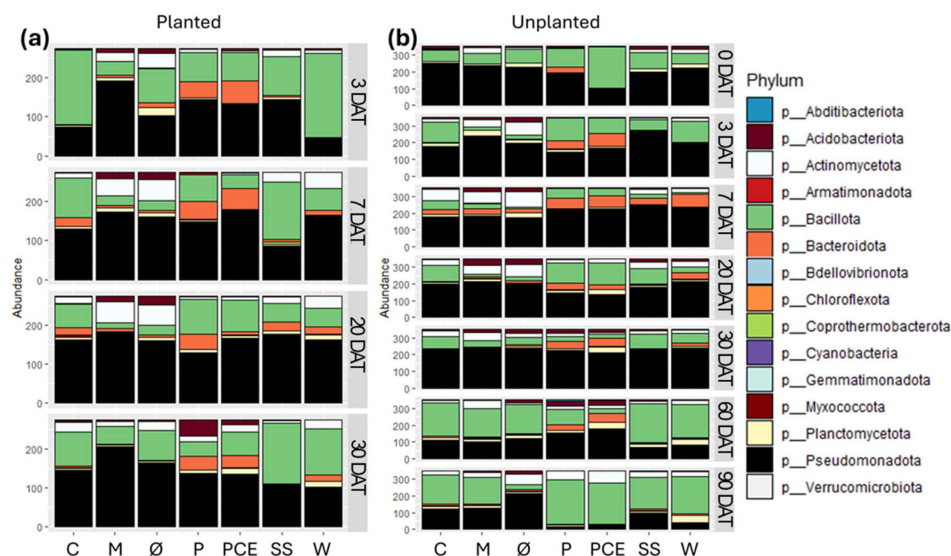 Planted
Unplanted
(a)
(b)
Abundance
200
100
0
3 DAT
200
100
0
7 DAT
200
100
0
20 DAT
200
100
0
30 DAT
C M Ø P PCE SS W
Abundance
300
200
100
0
0 DAT
300
200
100
0
3 DAT
300
200
100
0
7 DAT
300
200
100
0
20 DAT
300
200
100
0
30 DAT
300
200
100
0
60 DAT
300
200
100
0
90 DAT
C M Ø P PCE SS W
Phylum
p__Abditibacteriota
p__Acidobacteriota
p__Actinomycetota
p__Armatimonadota
p__Bacillota
p__Bacteroidota
p__Bdellovibrionota
p__Chloroflexota
p__Coprothermobacterota
p__Cyanobacteria
p__Gemmatimonadota
p__Myxococcota
p__Planctomycetota
p__Pseudomonadota
p__Verrucomicrobiota